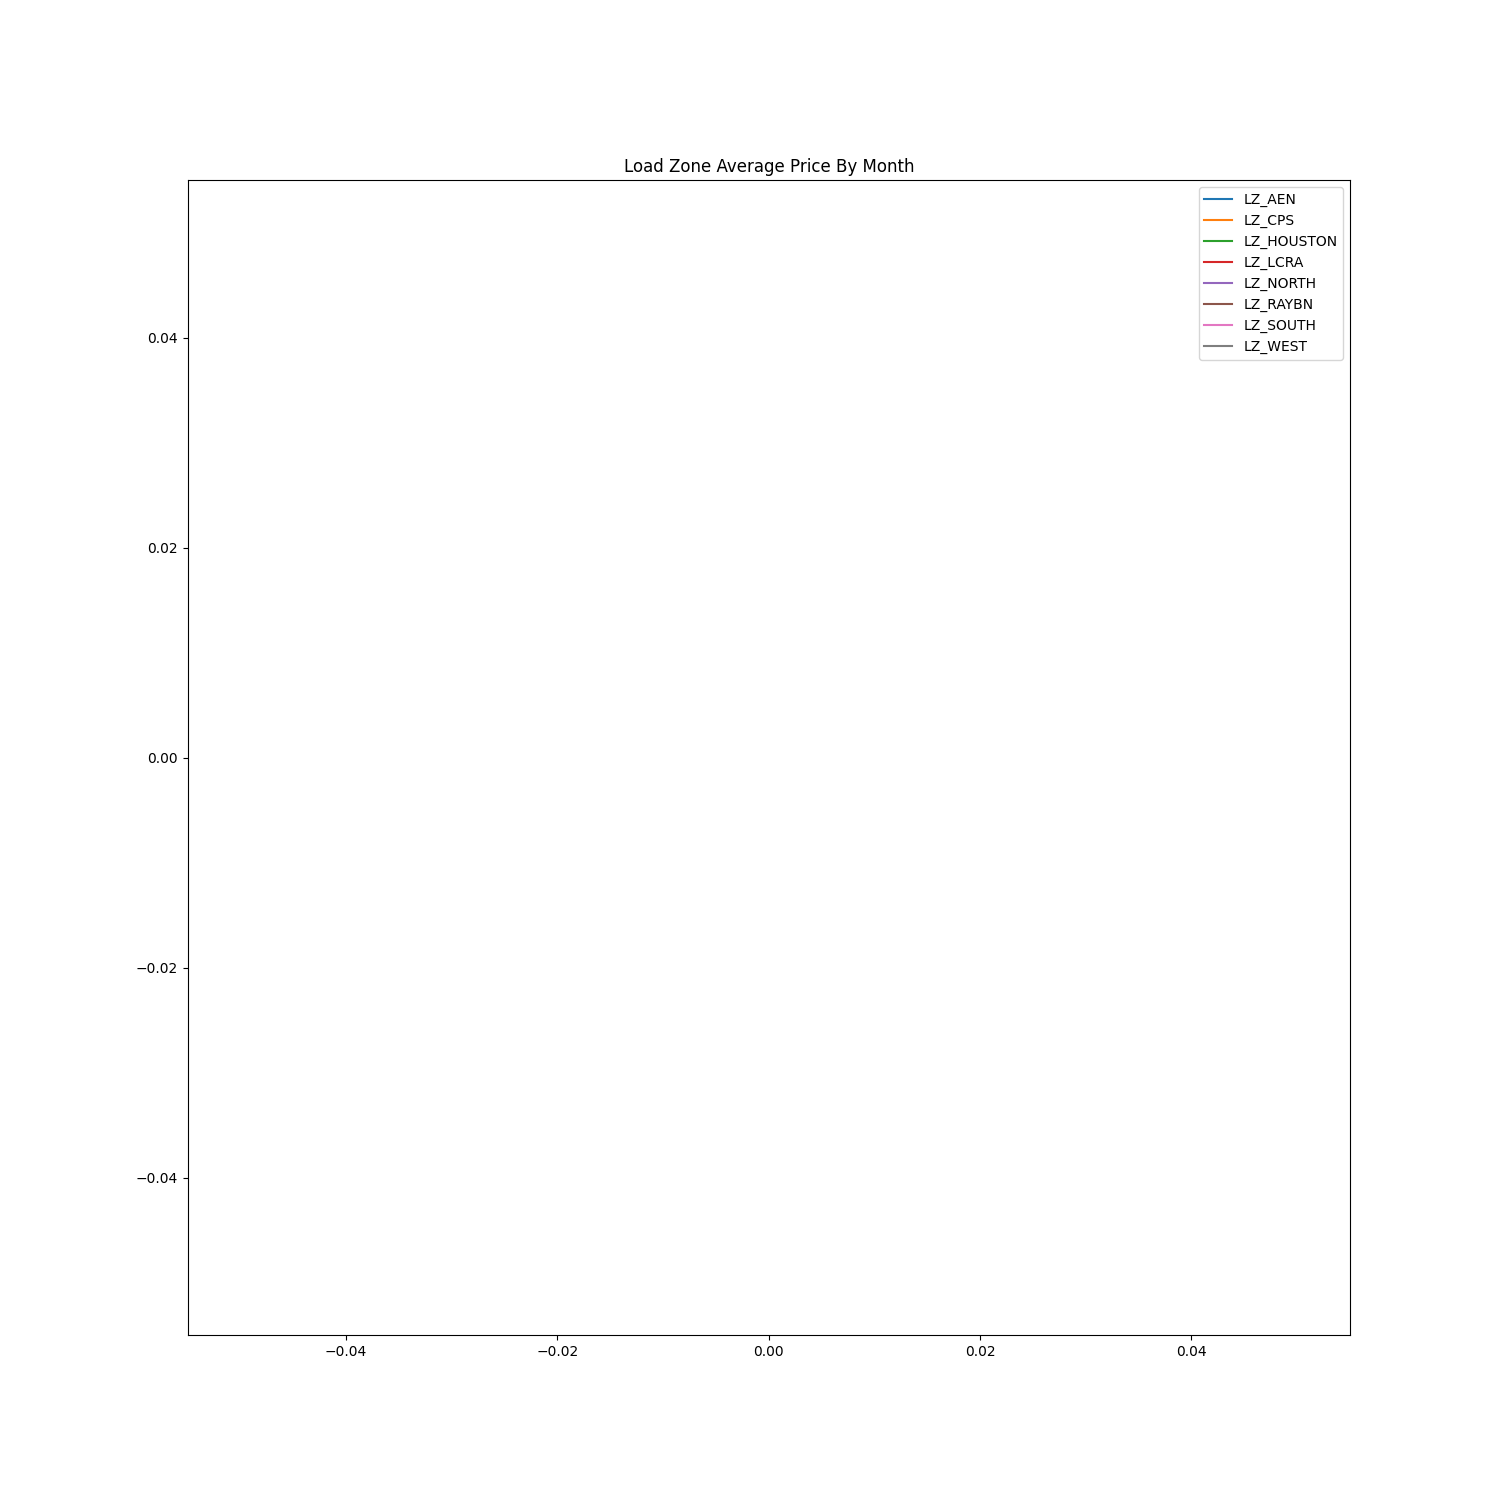 Load Zone Average Price By Month
LZ_AEN
LZ_CPS
LZ_HOUSTON
LZ_LCRA
LZ_NORTH
LZ_RAYBN
LZ_SOUTH
LZ_WEST
0.04
0.02
0.00
−0.02
−0.04
−0.04 −0.02 0.00 0.02 0.04